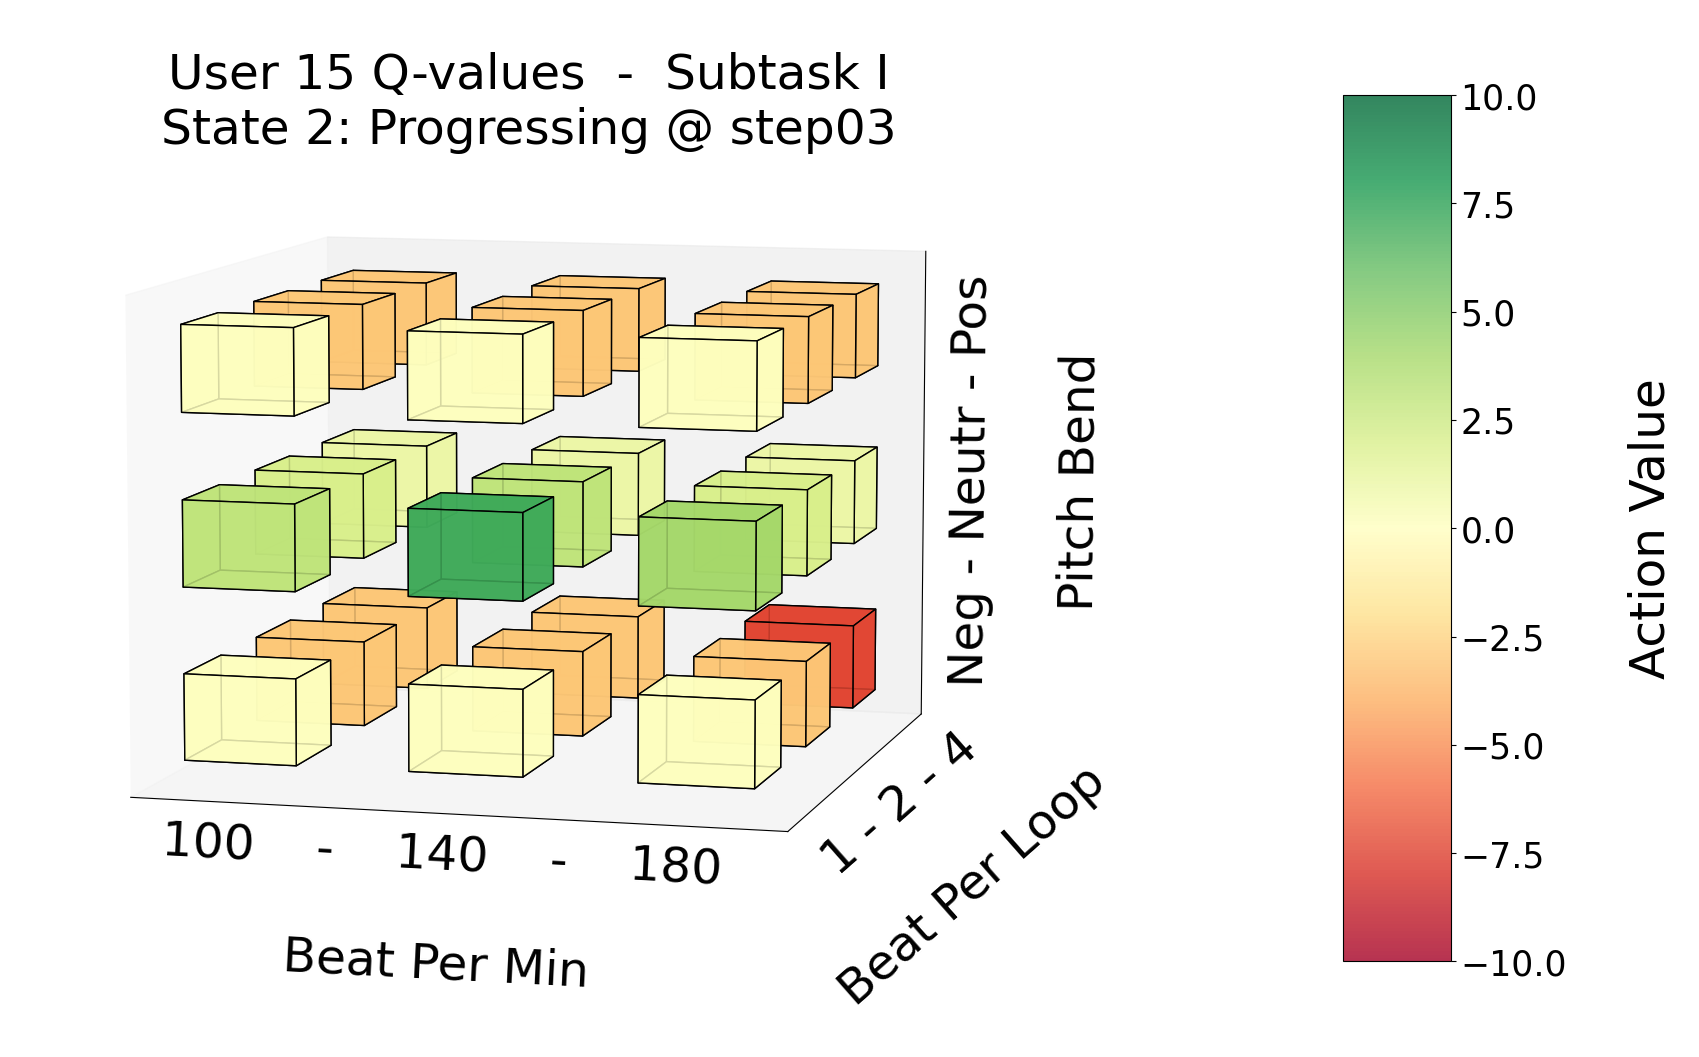 User 15 Q-values - Subtask I
State 2: Progressing @ step03
Neg - Neutr - Pos
Pitch Bend
1 - 2 - 4
Beat Per Loop
100 - 140 - 180
Beat Per Min
10.0
7.5
5.0
2.5
0.0
−2.5
−5.0
−7.5
−10.0
Action Value